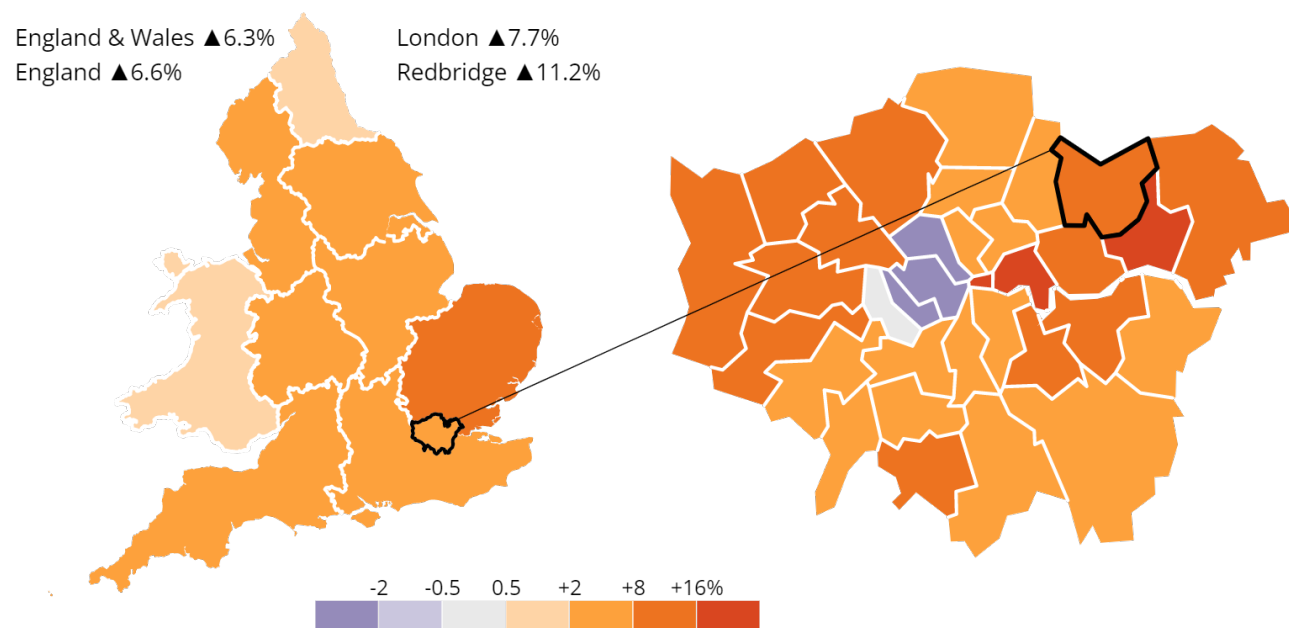 England & Wales ▲6.3%
England ▲6.6%
London ▲7.7%
Redbridge ▲11.2%
-2 -0.5 0.5 +2 +8 +16%